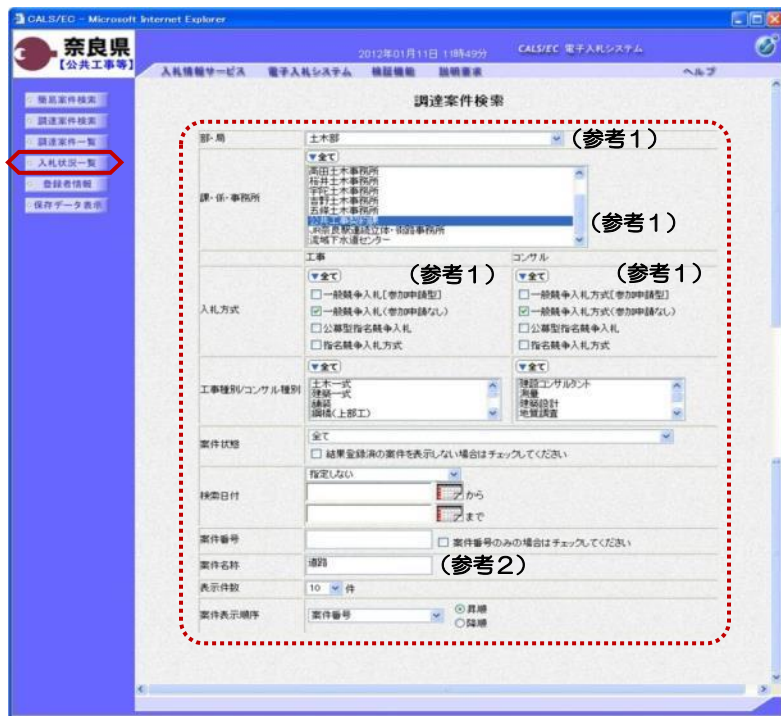 CALS/EC - Microsoft Internet Explorer
奈良県
【公共工事等】
2012年01月11日 11時49分
CALS/EC 電子入札システム
入札情報サービス 電子入札システム 検証機能 説明要求 ヘルプ
簡易案件検索
調達案件検索
調達案件一覧
入札状況一覧
登録者情報
保存データ表示
調達案件検索
部・局 土木部 (参考1)
▼全て
課・係・事務所
高田土木事務所
桜井土木事務所
宇陀土木事務所
吉野土木事務所
五條土木事務所
公共工事契約課
JR奈良駅連続立体・街路事務所
流域下水道センター
(参考1)
工事 コンサル
▼全て (参考1) ▼全て (参考1)
入札方式
一般競争入札[参加申請型] 一般競争入札方式[参加申請型]
一般競争入札(参加申請なし) 一般競争入札方式(参加申請なし)
公募型指名競争入札 公募型指名競争入札
指名競争入札方式 指名競争入札方式
工事種別/コンサル種別
▼全て ▼全て
土木一式 建設コンサルタント
建築一式 測量
舗装 建築設計
鋼橋(上部工) 地質調査
案件状態 全て
結果登録済の案件を表示しない場合はチェックしてください
検索日付 指定しない
から
まで
案件番号 案件番号のみの場合はチェックしてください
案件名称 道路 (参考2)
表示件数 10 件
案件表示順序 案件番号 昇順
降順